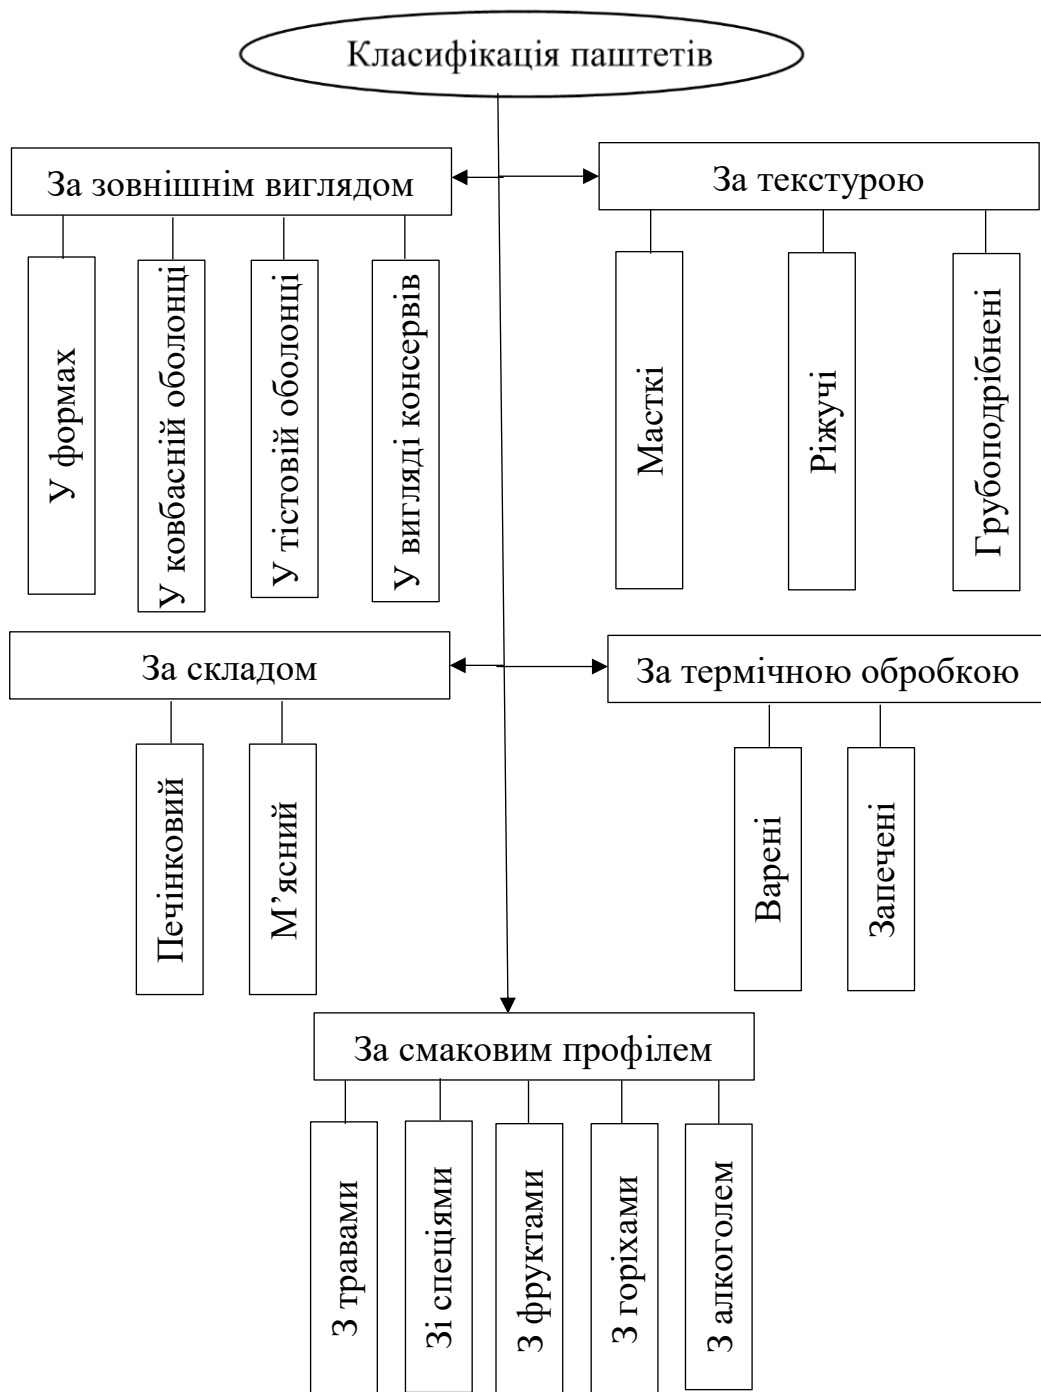 Класифікація паштетів
За зовнішнім виглядом
За текстурою
У формах
У ковбасній оболонці
У тістовій оболонці
У вигляді консервів
Масткі
Ріжучі
Грубоподрібнені
За складом
За термічною обробкою
Печінковий
М’ясний
Варені
Запечені
За смаковим профілем
З травами
Зі спеціями
З фруктами
З горіхами
З алкоголем